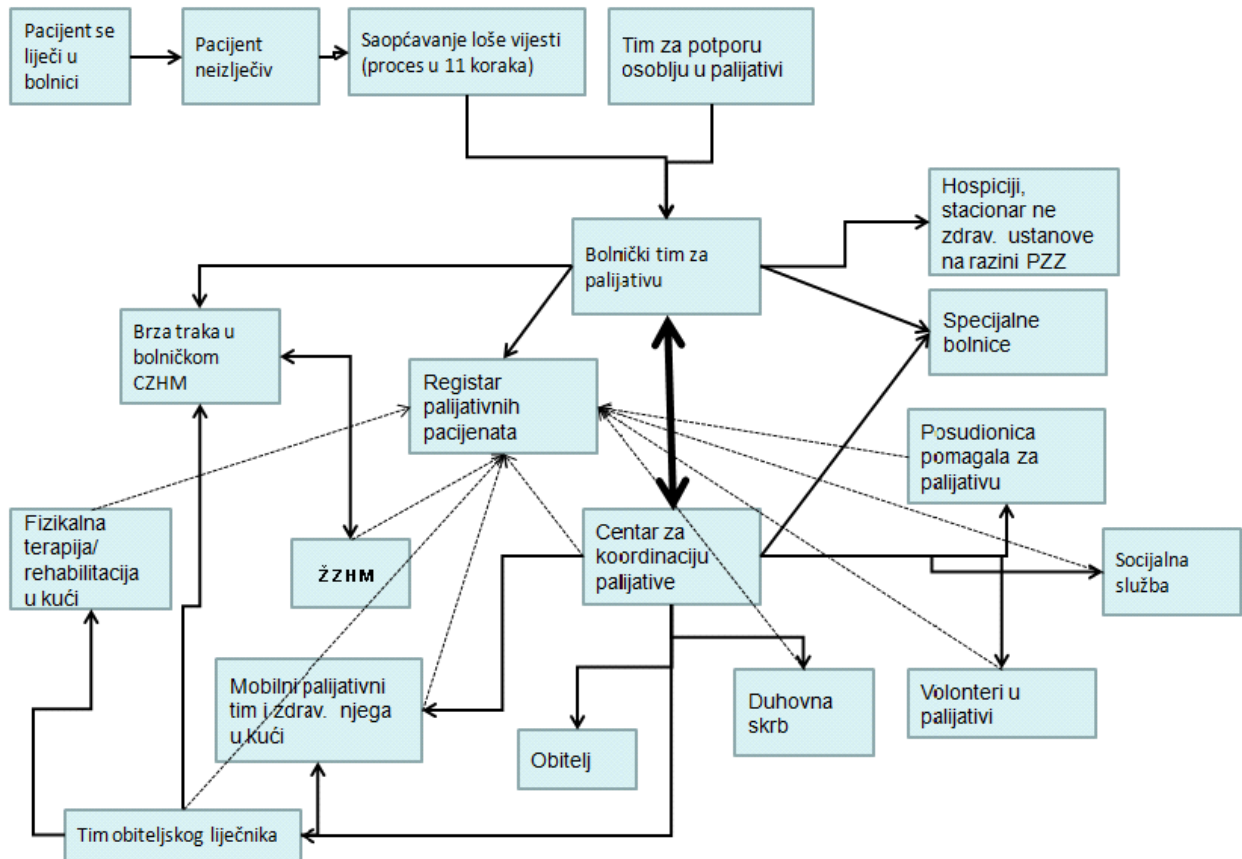 Pacijent se
liječi u
bolnici
Pacijent
neizlječiv
Saopćavanje loše vijesti
(proces u 11 koraka)
Tim za potporu
osoblju u palijativi
Hospiciji,
stacionar ne
zdrav. ustanove
na razini PZZ
Bolnički tim za
palijativu
Specijalne
bolnice
Brza traka u
bolničkom
CZHM
Registar
palijativnih
pacijenata
Posudionica
pomagala za
palijativu
Fizikalna
terapija/
rehabilitacija
u kući
ŽZHM
Centar za
koordinaciju
palijative
Socijalna
služba
Mobilni palijativni
tim i zdrav. njega
u kući
Obitelj
Duhovna
skrb
Volonteri u
palijativi
Tim obiteljskog liječnika